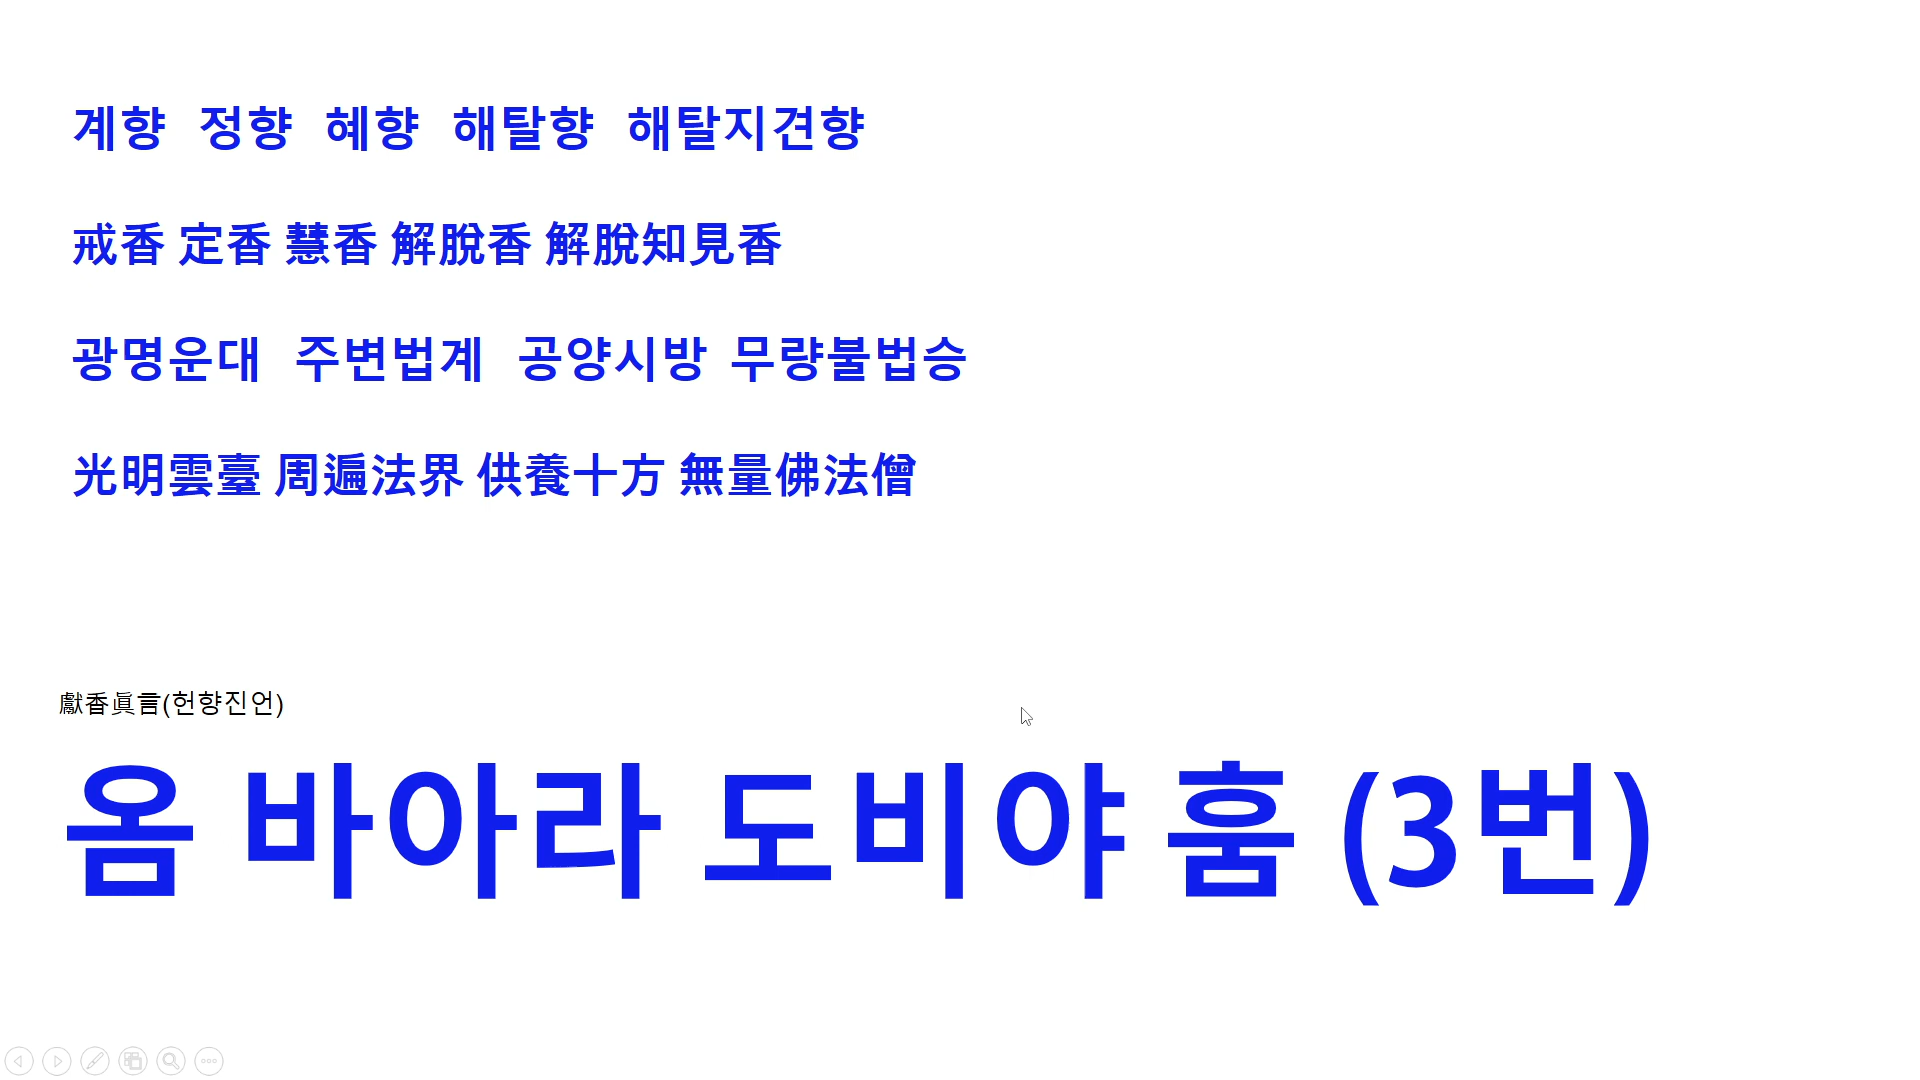 계향 정향 혜향 해탈향 해탈지견향
戒香 定香 慧香 解脫香 解脫知見香
광명운대 주변법계 공양시방 무량불법승
光明雲臺 周遍法界 供養十方 無量佛法僧
獻香眞言(헌향진언)
옴 바아라 도비야 훔 (3번)